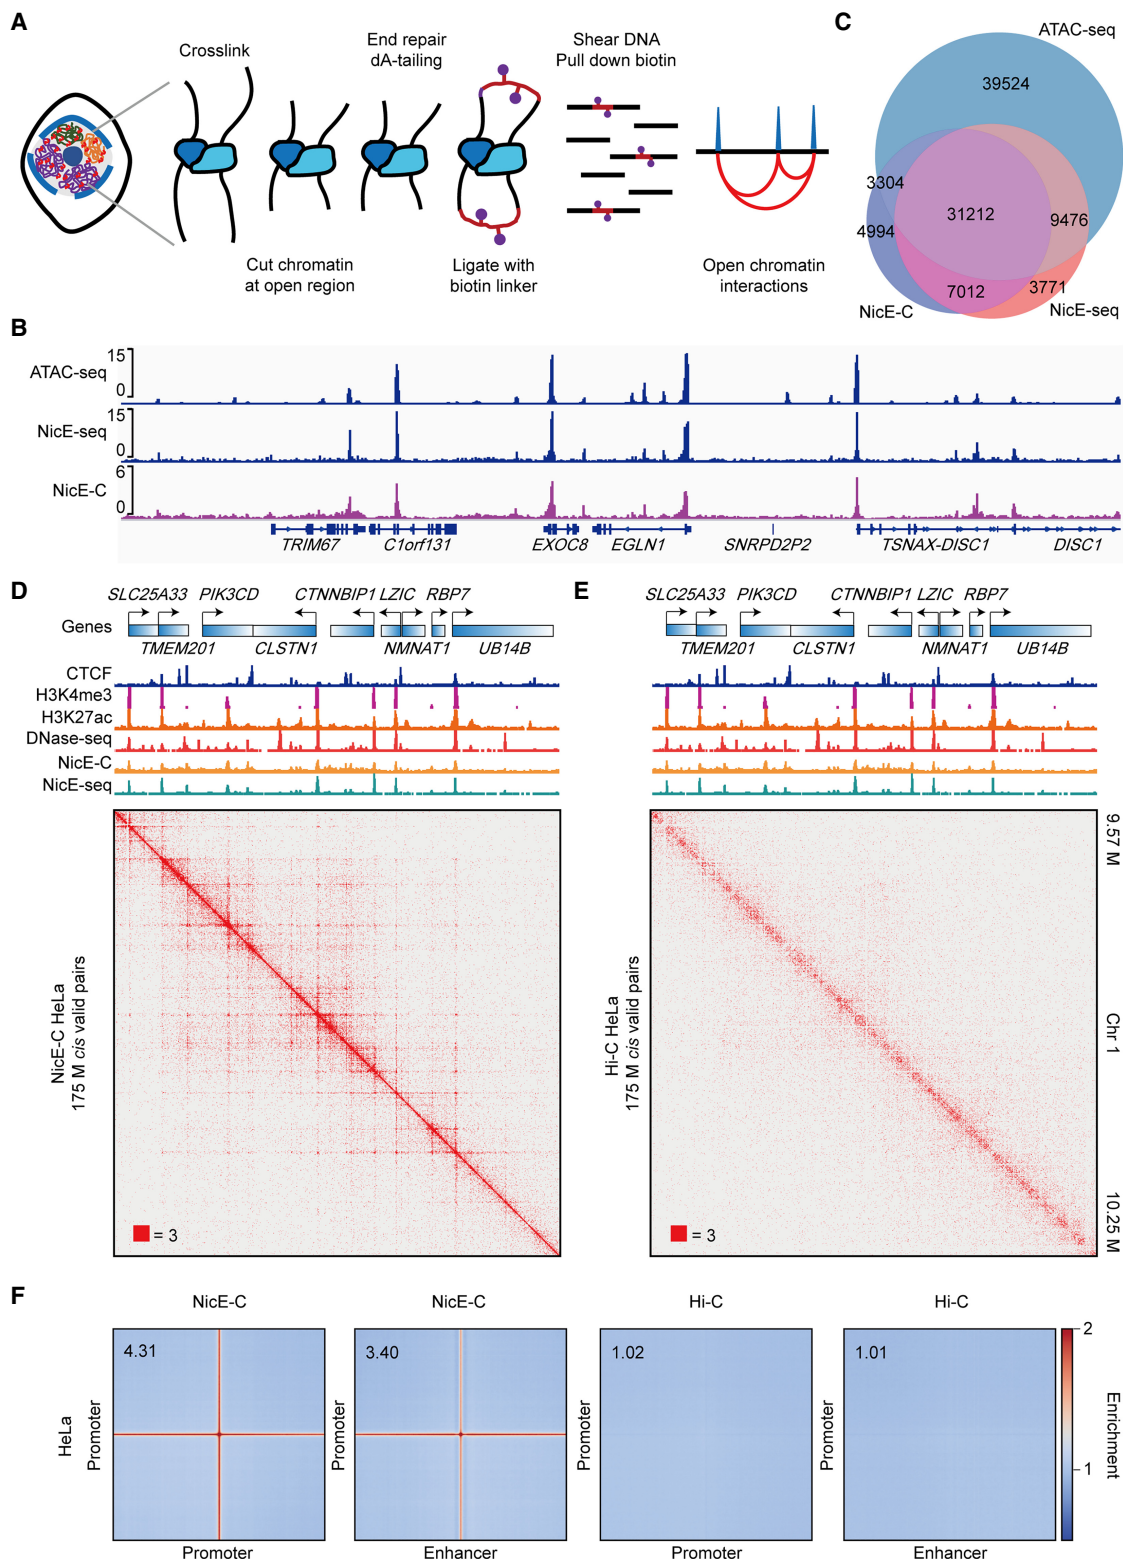 A
Crosslink
End repair
dA-tailing
Shear DNA
Pull down biotin
Cut chromatin
at open region
Ligate with
biotin linker
Open chromatin
interactions
C
ATAC-seq
39524
3304
31212
9476
4994
7012
3771
NicE-C
NicE-seq
B
ATAC-seq
15
0
NicE-seq
15
0
NicE-C
6
0
TRIM67 C1orf131 EXOC8 EGLN1 SNRPD2P2 TSNAX-DISC1 DISC1
D
SLC25A33 PIK3CD CTNNBIP1 LZIC RBP7
Genes
TMEM201 CLSTN1 NMNAT1 UB14B
CTCF
H3K4me3
H3K27ac
DNase-seq
NicE-C
NicE-seq
NicE-C HeLa
175 M cis valid pairs
= 3
E
SLC25A33 PIK3CD CTNNBIP1 LZIC RBP7
TMEM201 CLSTN1 NMNAT1 UB14B
Hi-C HeLa
175 M cis valid pairs
= 3
9.57 M
Chr 1
10.25 M
F
NicE-C NicE-C Hi-C Hi-C
4.31 3.40 1.02 1.01
HeLa
Promoter Promoter Promoter Promoter
Promoter Enhancer Promoter Enhancer
2
1
Enrichment